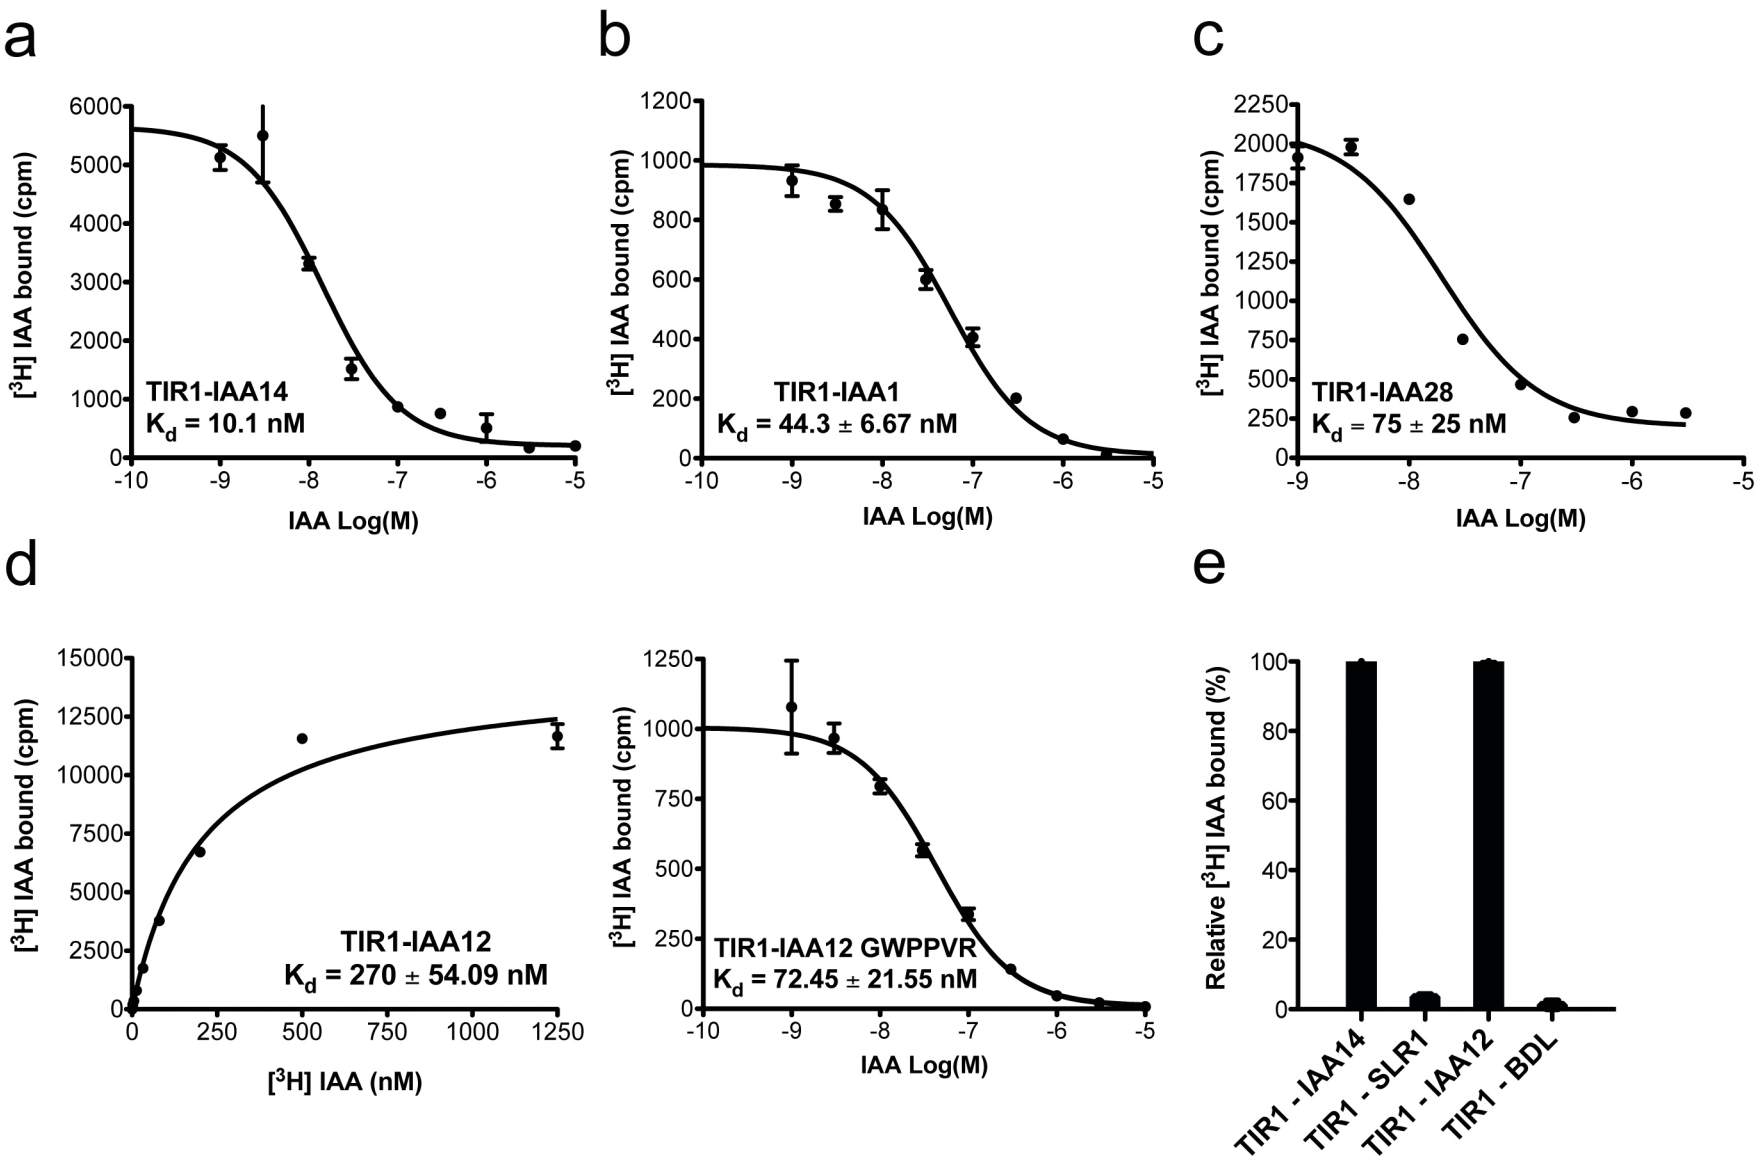 a
6000
5000
4000
3000
2000
1000
0
[³H] IAA bound (cpm)
TIR1-IAA14
Kd = 10.1 nM
-10 -9 -8 -7 -6 -5
IAA Log(M)
b
1200
1000
800
600
400
200
0
[³H] IAA bound (cpm)
TIR1-IAA1
Kd = 44.3 ± 6.67 nM
-10 -9 -8 -7 -6 -5
IAA Log(M)
c
2250
2000
1750
1500
1250
1000
750
500
250
0
[³H] IAA bound (cpm)
TIR1-IAA28
Kd = 75 ± 25 nM
-9 -8 -7 -6 -5
IAA Log(M)
d
15000
12500
10000
7500
5000
2500
0
[³H] IAA bound (cpm)
TIR1-IAA12
Kd = 270 ± 54.09 nM
0 250 500 750 1000 1250
[³H] IAA (nM)
1250
1000
750
500
250
0
[³H] IAA bound (cpm)
TIR1-IAA12 GWPPVR
Kd = 72.45 ± 21.55 nM
-10 -9 -8 -7 -6 -5
IAA Log(M)
e
100
80
60
40
20
0
Relative [³H] IAA bound (%)
TIR1 - IAA14
TIR1 - SLR1
TIR1 - IAA12
TIR1 - BDL